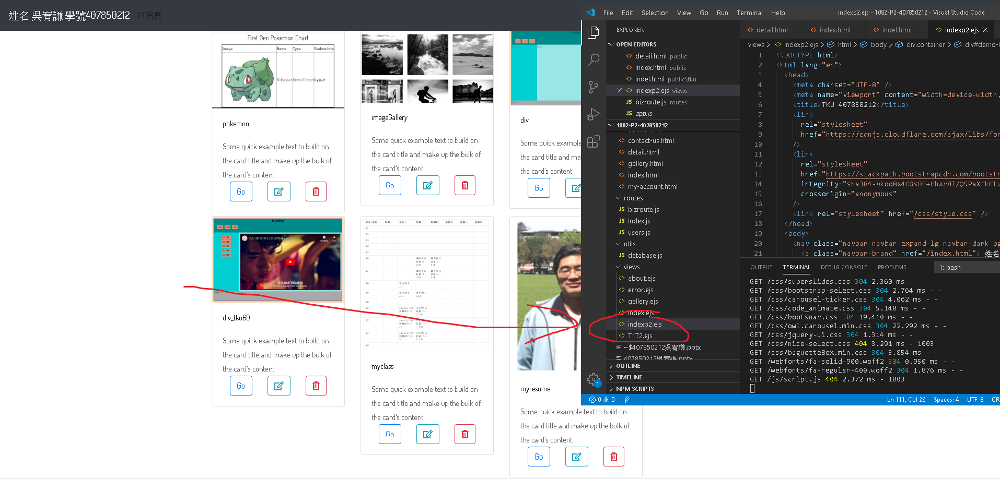 姓名 吳宥謙 學號407850212 回首頁
First Gen Pokemon Chart
Image Name Type Evolves Into
Bulbasaur Grass/Poison Ivysaur
pokemon
Some quick example text to build on
the card title and make up the bulk of
the card's content.
Go
imageGallery
Some quick example text to build on
the card title and make up the bulk of
the card's content.
Go
div
Some quick example
the card title and ma
the card's content.
Go
Heading
div_tku60
Some quick example text to build on
the card title and make up the bulk of
the card's content.
Go
myclass
Some quick example text to build on
the card title and make up the bulk of
the card's content.
Go
myresume
Some quick example text to build on
the card title and make up the bulk of
the card's content.
Go
File Edit Selection View Go Run Terminal Help indexp2.ejs - 1082-P2-407850212 - Visual Studio Code
EXPLORER
OPEN EDITORS
detail.html public
index.html public
indel.html public\tku
indexp2.ejs views
bizroute.js routes
app.js
1082-P2-407850212
contact-us.html
detail.html
gallery.html
index.html
my-account.html
routes
bizroute.js
index.js
users.js
utils
database.js
views
about.ejs
error.ejs
gallery.ejs
index.ejs
indexp2.ejs
T1T2.ejs
~$407850212吳宥謙.pptx
407850212吳宥謙.pptx
OUTLINE
TIMELINE
NPM SCRIPTS
detail.html index.html indel.html indexp2.ejs
views > indexp2.ejs > html > body > div.container > div#demo-
1 <!DOCTYPE html>
2 <html lang="en">
3 <head>
4 <meta charset="UTF-8" />
5 <meta name="viewport" content="width=device-width,
6 <title>TKU 407850212</title>
7 <link
8 rel="stylesheet"
9 href="https://cdnjs.cloudflare.com/ajax/libs/fon
10 />
11 <link
12 rel="stylesheet"
13 href="https://stackpath.bootstrapcdn.com/bootstr
14 integrity="sha384-Vkoo8x4CGsO3+Hhxv8T/Q5PaXtkKtu
15 crossorigin="anonymous"
16 />
17 <link rel="stylesheet" href="/css/style.css" />
18 </head>
19 <body>
20 <nav class="navbar navbar-expand-lg navbar-dark bg
21 <a class="navbar-brand" href="/index.html"> 姓名
OUTPUT TERMINAL DEBUG CONSOLE PROBLEMS 1: bash
GET /css/superslides.css 304 2.360 ms - -
GET /css/bootstrap-select.css 304 2.764 ms - -
GET /css/carousel-ticker.css 304 4.062 ms - -
GET /css/code_animate.css 304 5.140 ms - -
GET /css/bootsnav.css 304 19.410 ms - -
GET /css/owl.carousel.min.css 304 22.292 ms - -
GET /css/jquery-ui.css 304 1.314 ms - -
GET /css/nice-select.css 404 3.291 ms - 1003
GET /css/baguetteBox.min.css 304 3.854 ms - -
GET /webfonts/fa-solid-900.woff2 304 0.950 ms - -
GET /webfonts/fa-regular-400.woff2 304 1.876 ms - -
GET /js/script.js 404 2.372 ms - 1003
1
0 0 Ln 111, Col 26 Spaces: 4 UTF-8 CR